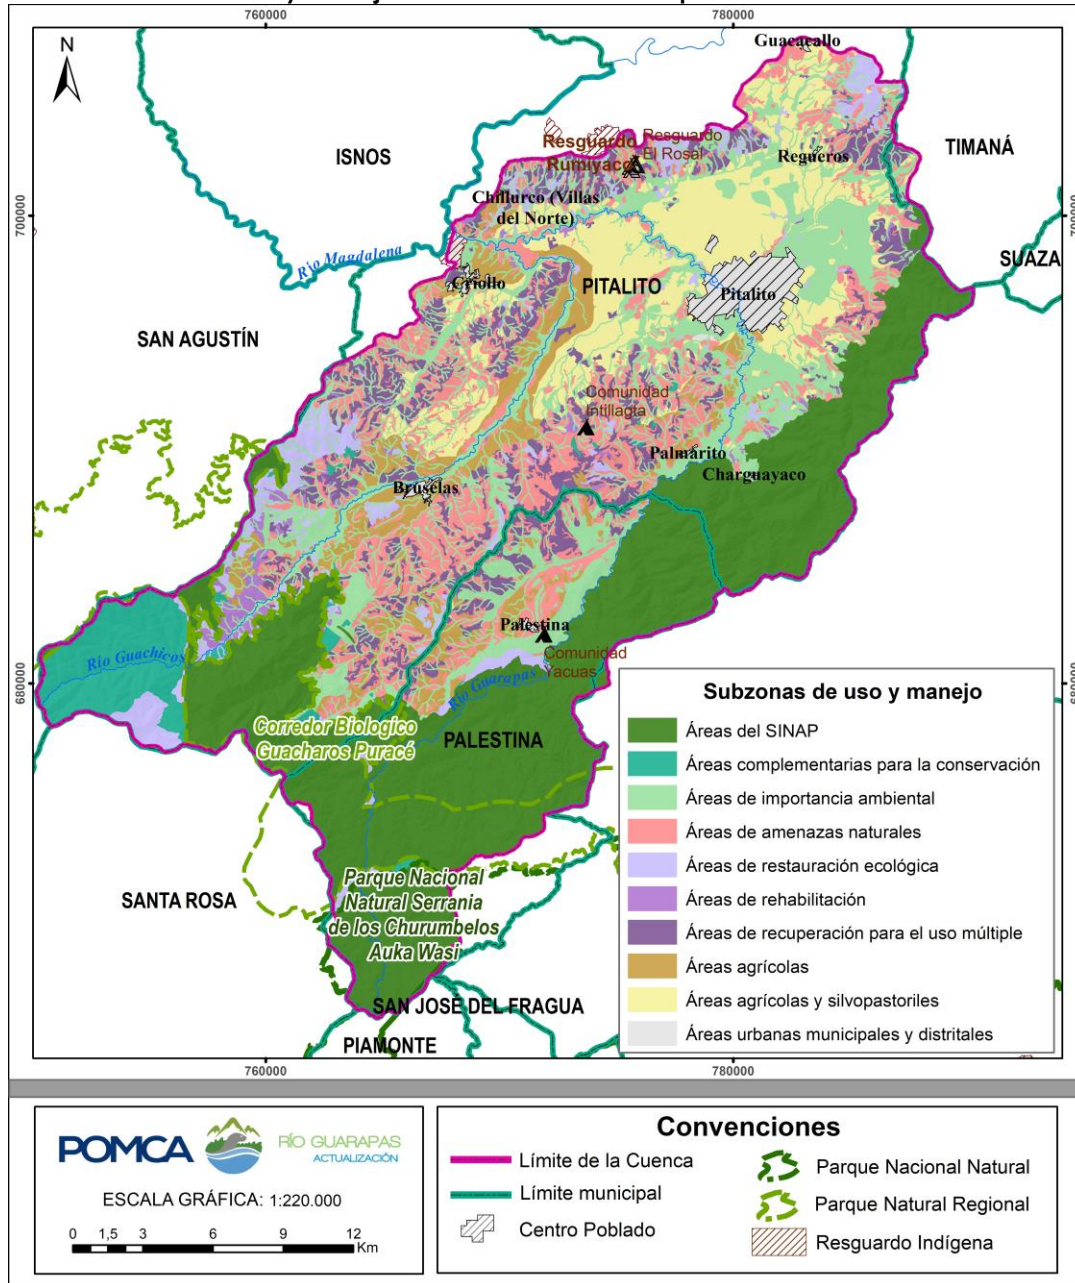 760000
780000
N
Guacacallo
ISNOS
Resguardo
Rumiyaco
Resguardo
El Rosal
Regueros
TIMANÁ
Chillurco (Villas
del Norte)
700000
700000
Río Magdalena
SUAZA
Criollo
PITALITO
Pitalito
SAN AGUSTÍN
Comunidad
Intillagta
Palmarito
Charguayaco
Bruselas
Palestina
Comunidad
Yacuas
Río Guachicos
Río Guarapas
680000
680000
Corredor Biologico
Guacharos Puracé
PALESTINA
SANTA ROSA
Parque Nacional
Natural Serrania
de los Churumbelos
Auka Wasi
SAN JOSÉ DEL FRAGUA
PIAMONTE
Subzonas de uso y manejo
Áreas del SINAP
Áreas complementarias para la conservación
Áreas de importancia ambiental
Áreas de amenazas naturales
Áreas de restauración ecológica
Áreas de rehabilitación
Áreas de recuperación para el uso múltiple
Áreas agrícolas
Áreas agrícolas y silvopastoriles
Áreas urbanas municipales y distritales
760000
780000
POMCA
RÍO GUARAPAS
ACTUALIZACIÓN
ESCALA GRÁFICA: 1:220.000
0 1,5 3 6 9 12
Km
Convenciones
Límite de la Cuenca
Límite municipal
Centro Poblado
Parque Nacional Natural
Parque Natural Regional
Resguardo Indígena